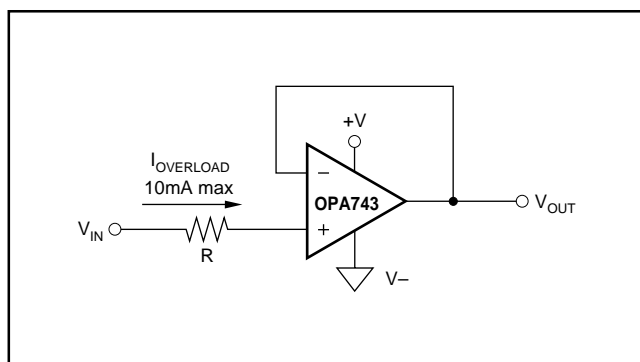 +V
I_OVERLOAD
10mA max
–
OPA743
V_IN
+
V_OUT
R
V–